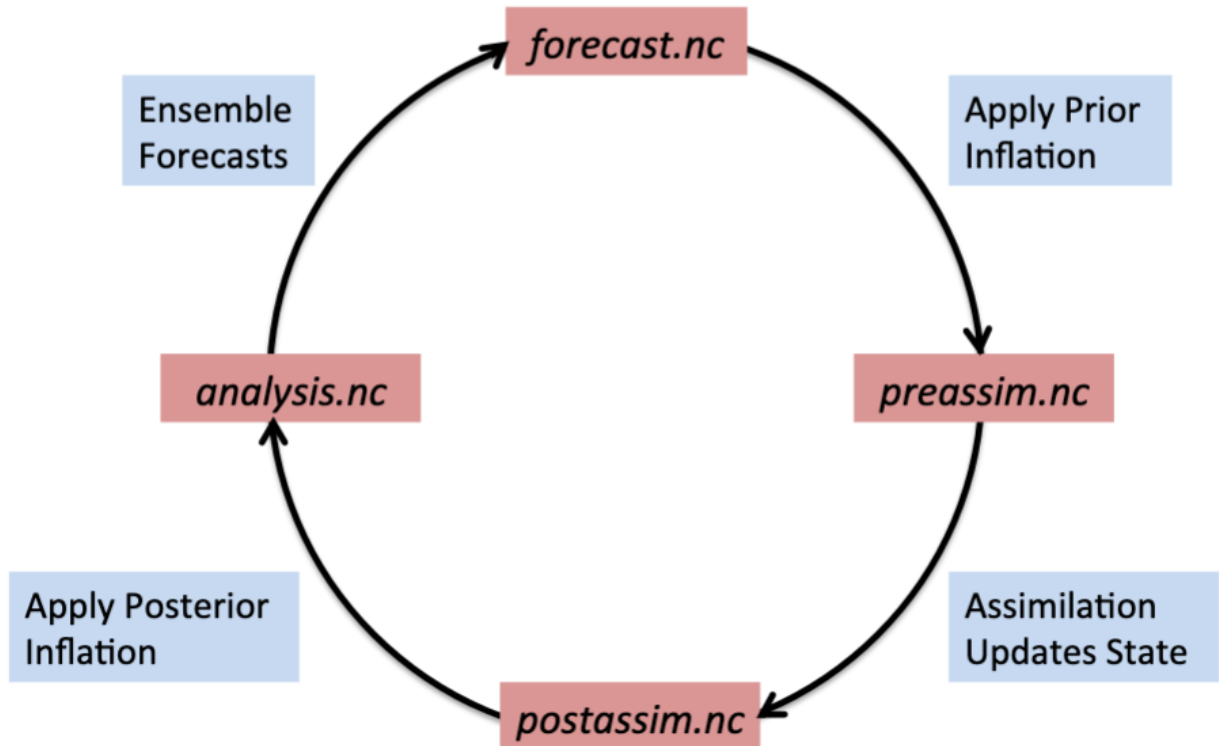 forecast.nc
Ensemble
Forecasts
Apply Prior
Inflation
analysis.nc
preassim.nc
Apply Posterior
Inflation
Assimilation
Updates State
postassim.nc